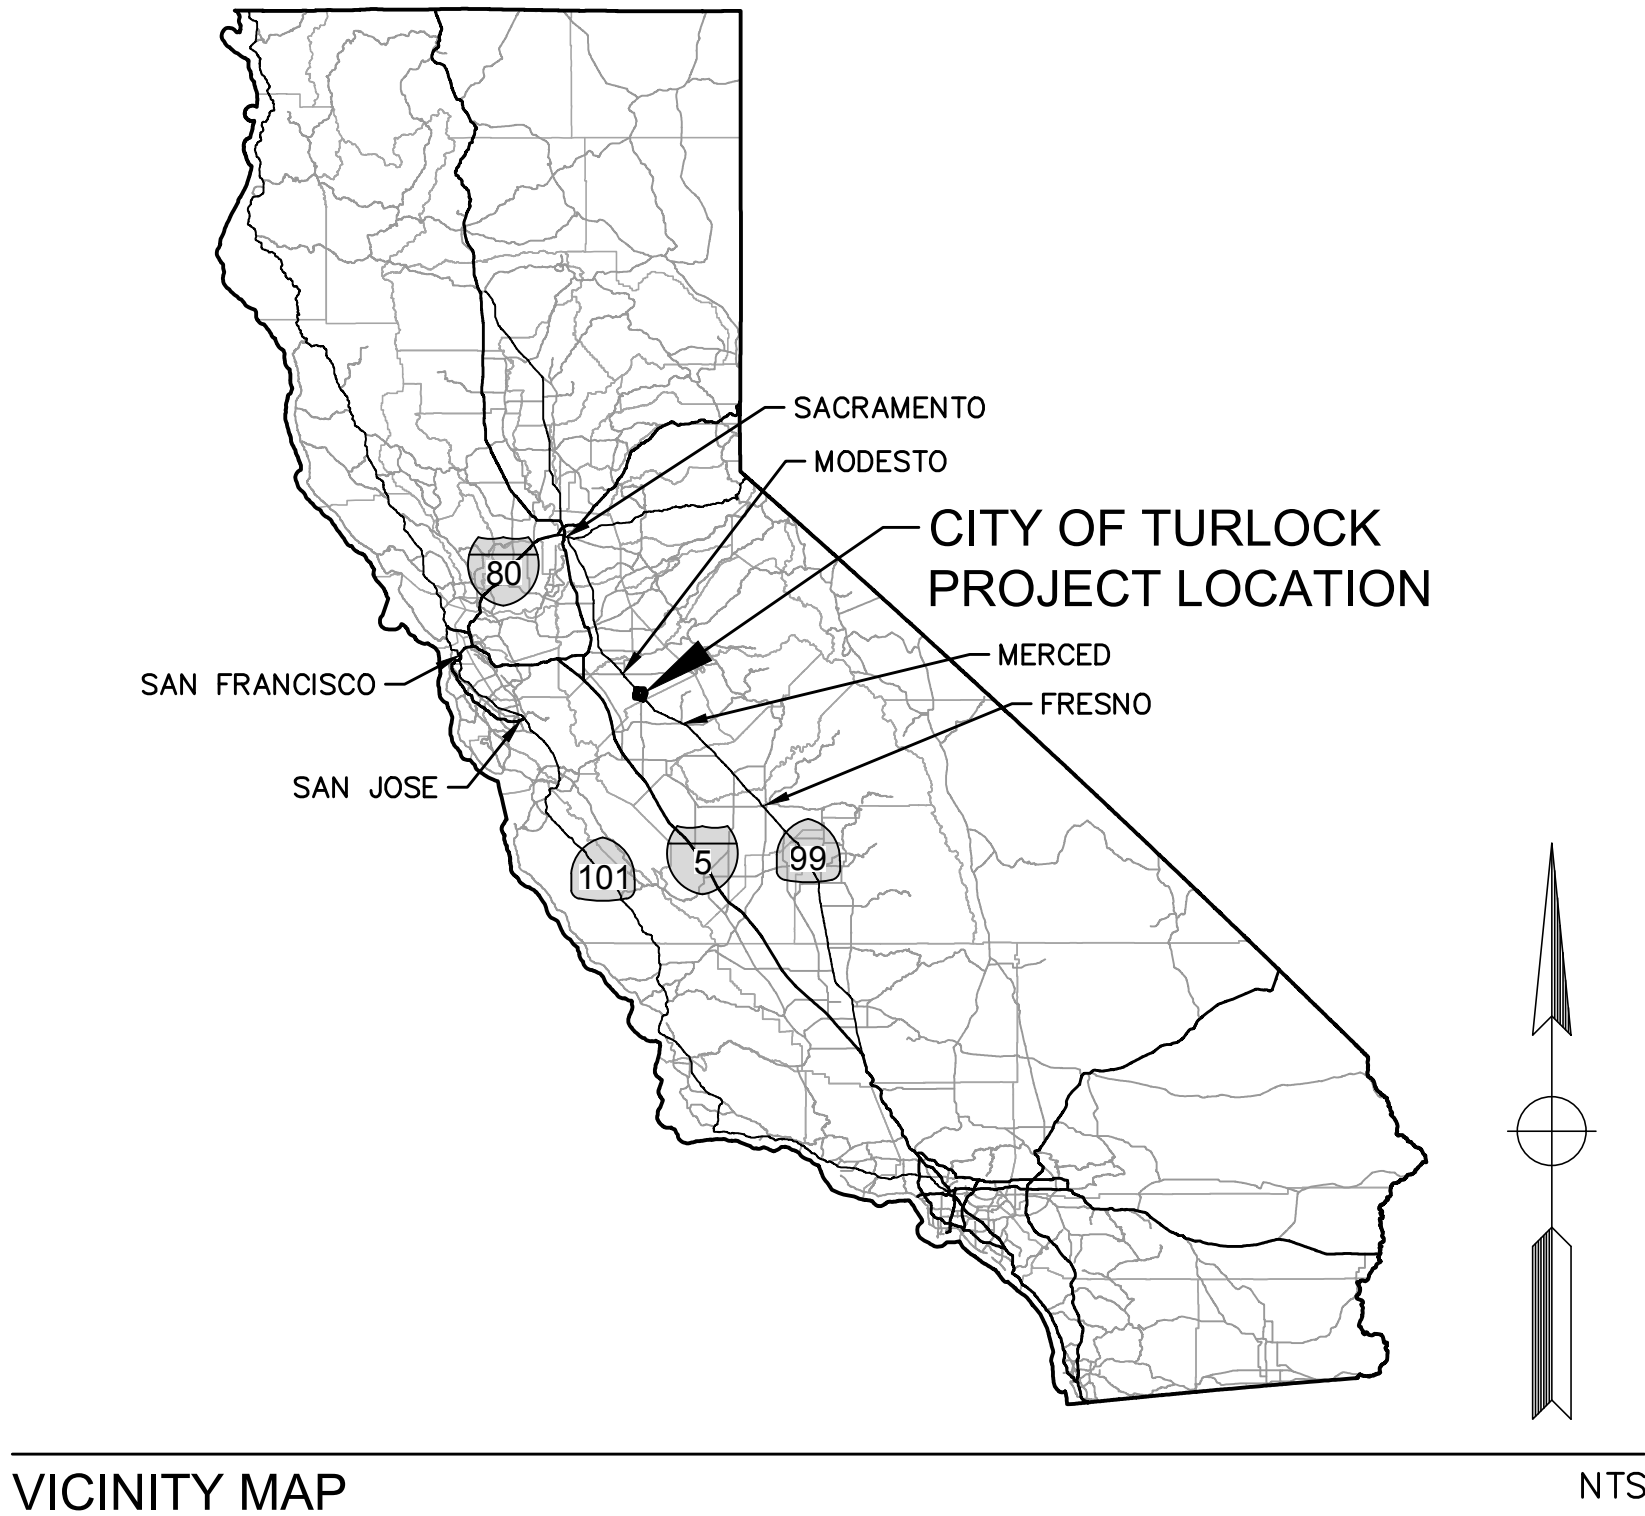 SACRAMENTO
MODESTO
CITY OF TURLOCK
PROJECT LOCATION
80
MERCED
SAN FRANCISCO
FRESNO
SAN JOSE
101
5
99
VICINITY MAP
NTS